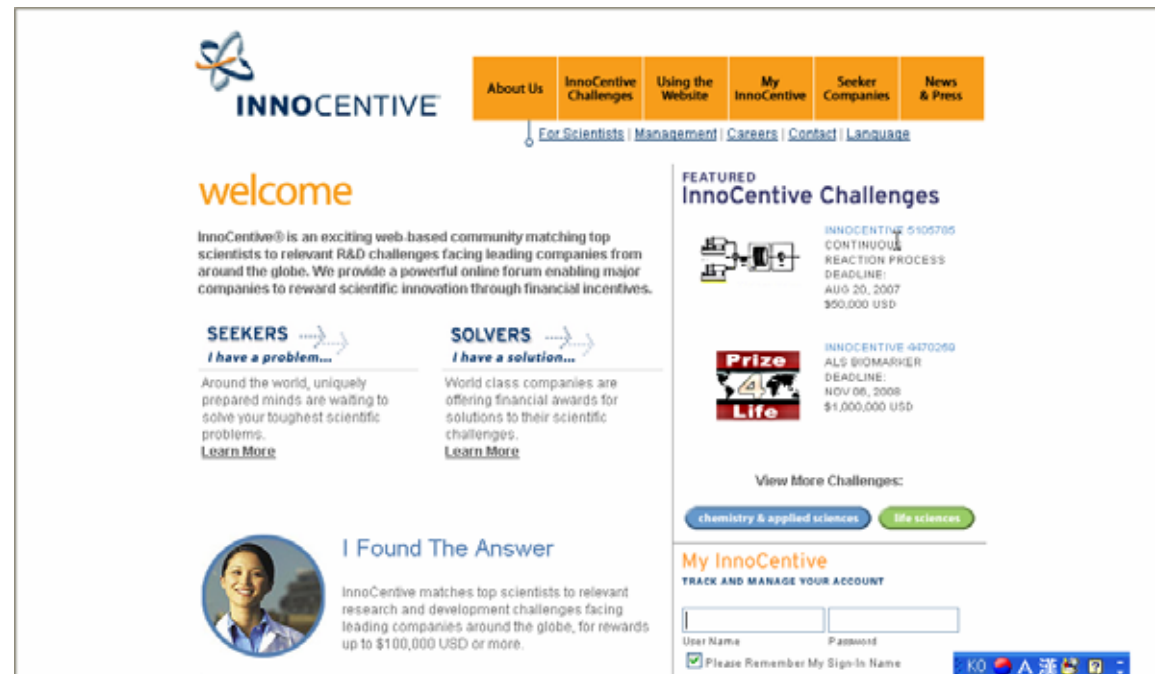 INNOCENTIVE
About Us
InnoCentive
Challenges
Using the
Website
My
InnoCentive
Seeker
Companies
News
& Press
For Scientists | Management | Careers | Contact | Language
welcome
InnoCentive® is an exciting web-based community matching top
scientists to relevant R&D challenges facing leading companies from
around the globe. We provide a powerful online forum enabling major
companies to reward scientific innovation through financial incentives.
SEEKERS
I have a problem...
Around the world, uniquely
prepared minds are waiting to
solve your toughest scientific
problems.
Learn More
SOLVERS
I have a solution...
World class companies are
offering financial awards for
solutions to their scientific
challenges.
Learn More
I Found The Answer
InnoCentive matches top scientists to relevant
research and development challenges facing
leading companies around the globe, for rewards
up to $100,000 USD or more.
FEATURED
InnoCentive Challenges
INNOCENTIVE 5105785
CONTINUOUS
REACTION PROCESS
DEADLINE:
AUG 20, 2007
$50,000 USD
Prize
4
Life
INNOCENTIVE
ALS BIOMARKER
DEADLINE:
NOV 06, 2008
$1,000,000 USD
View More Challenges:
chemistry & applied sciences
life sciences
My InnoCentive
TRACK AND MANAGE YOUR ACCOUNT
User Name
Password
Please Remember My Sign-In Name
KO
A 漢